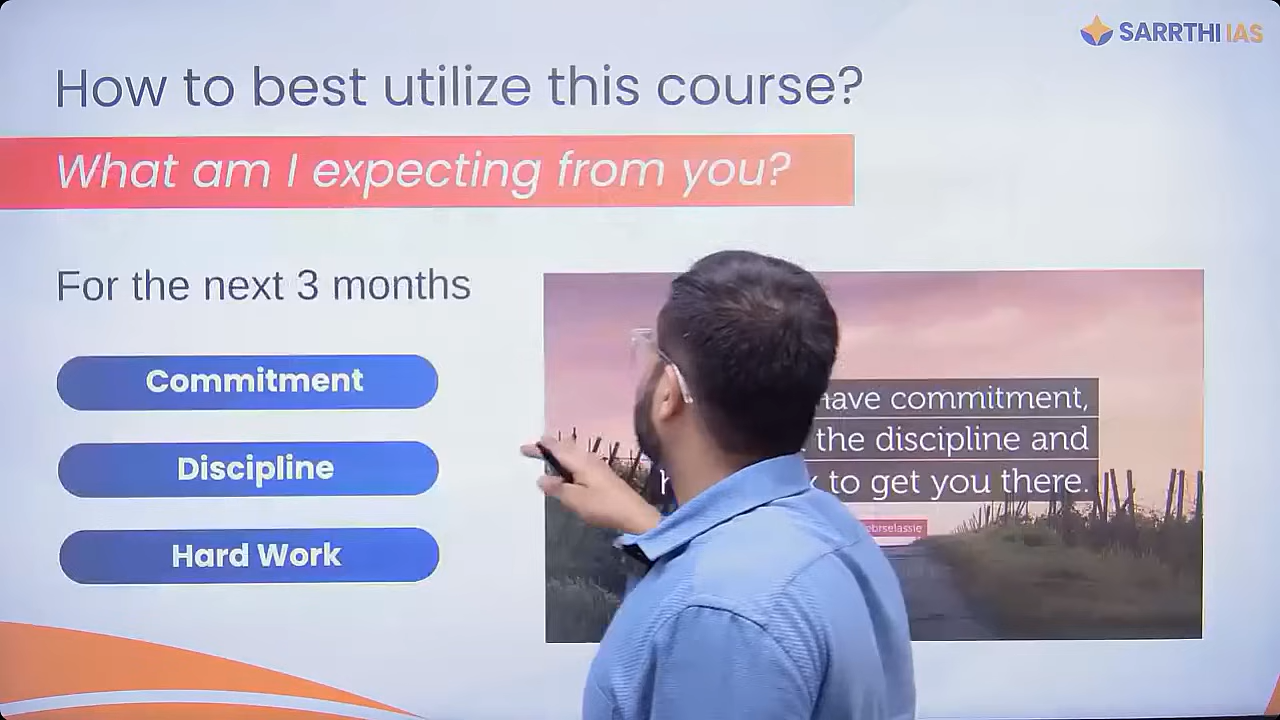 SARRTHI IAS
How to best utilize this course?
What am I expecting from you?
For the next 3 months
Commitment
Discipline
Hard Work
have commitment,
the discipline and
to get you there.